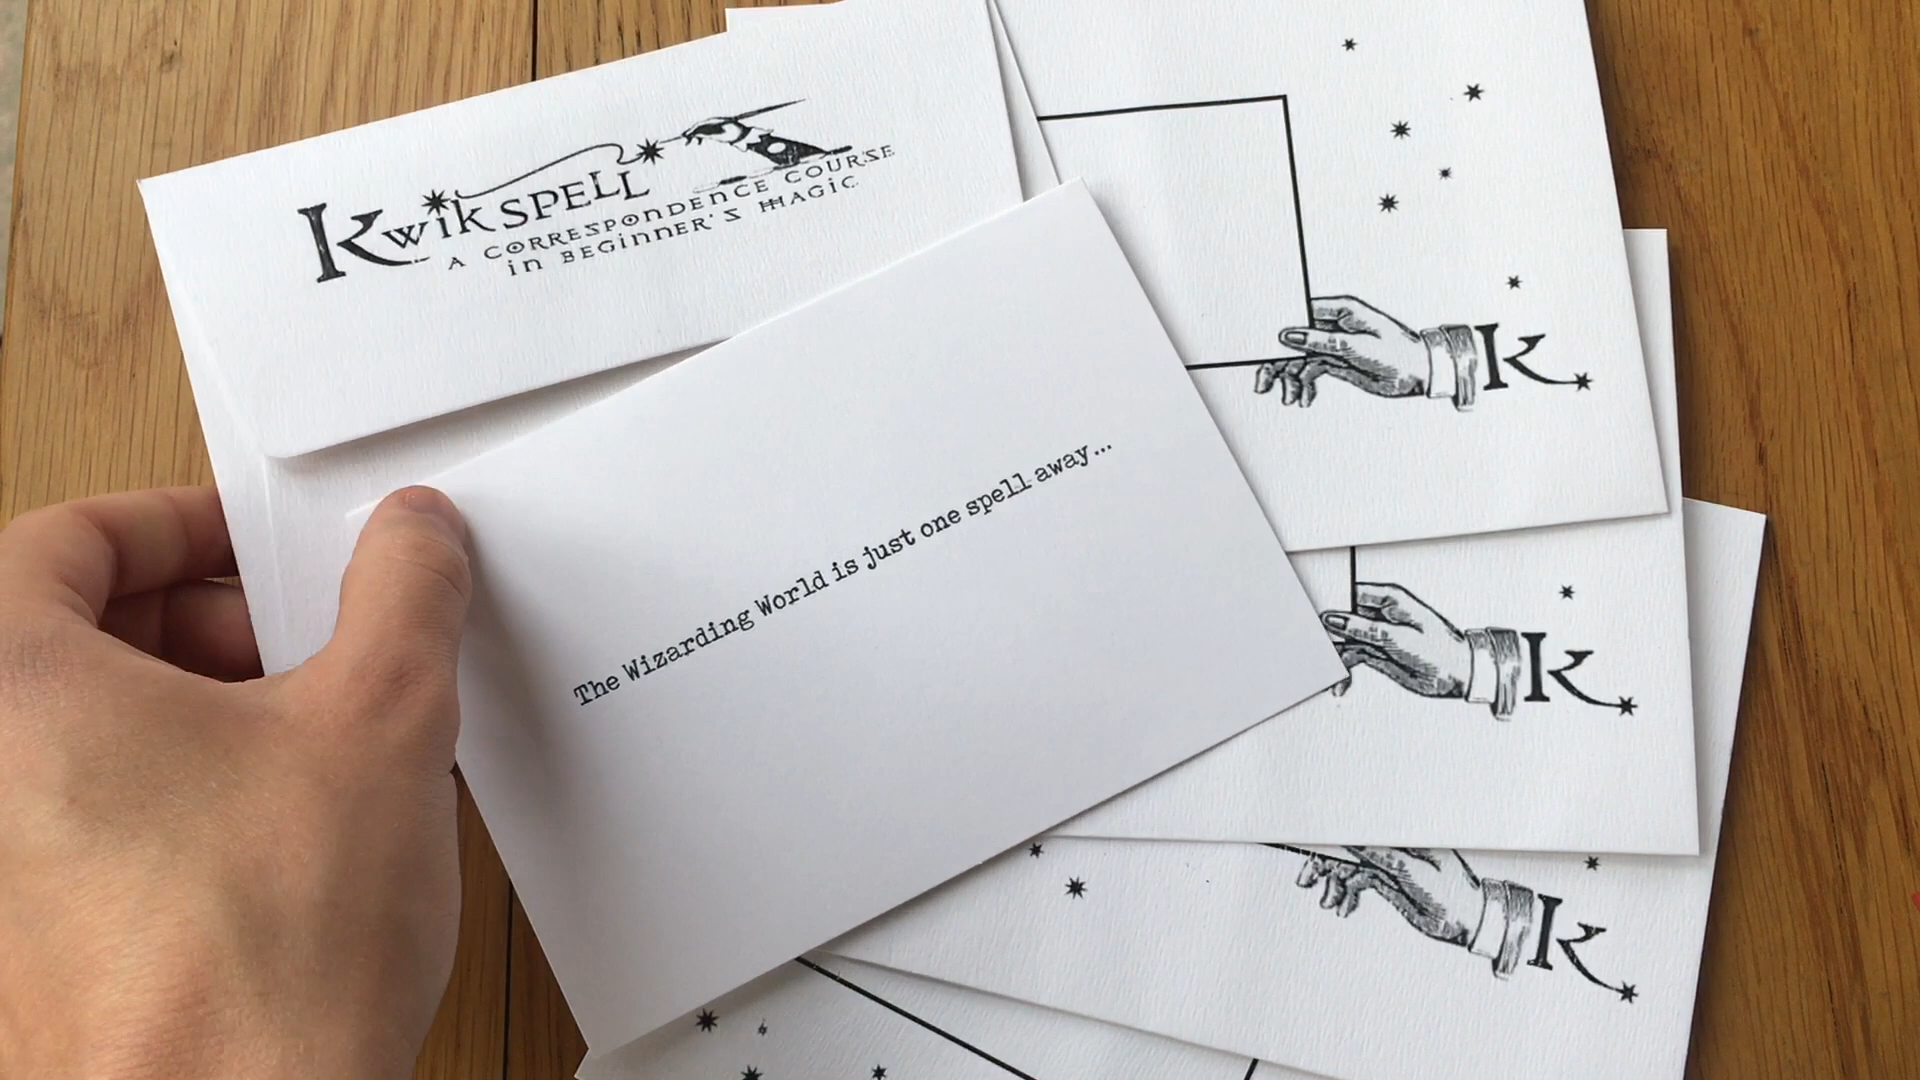 Kwikspell
A CORRESPONDENCE COURSE
in BEGinnER'S MAGiC
The Wizarding World is just one spell away...
K
K
K